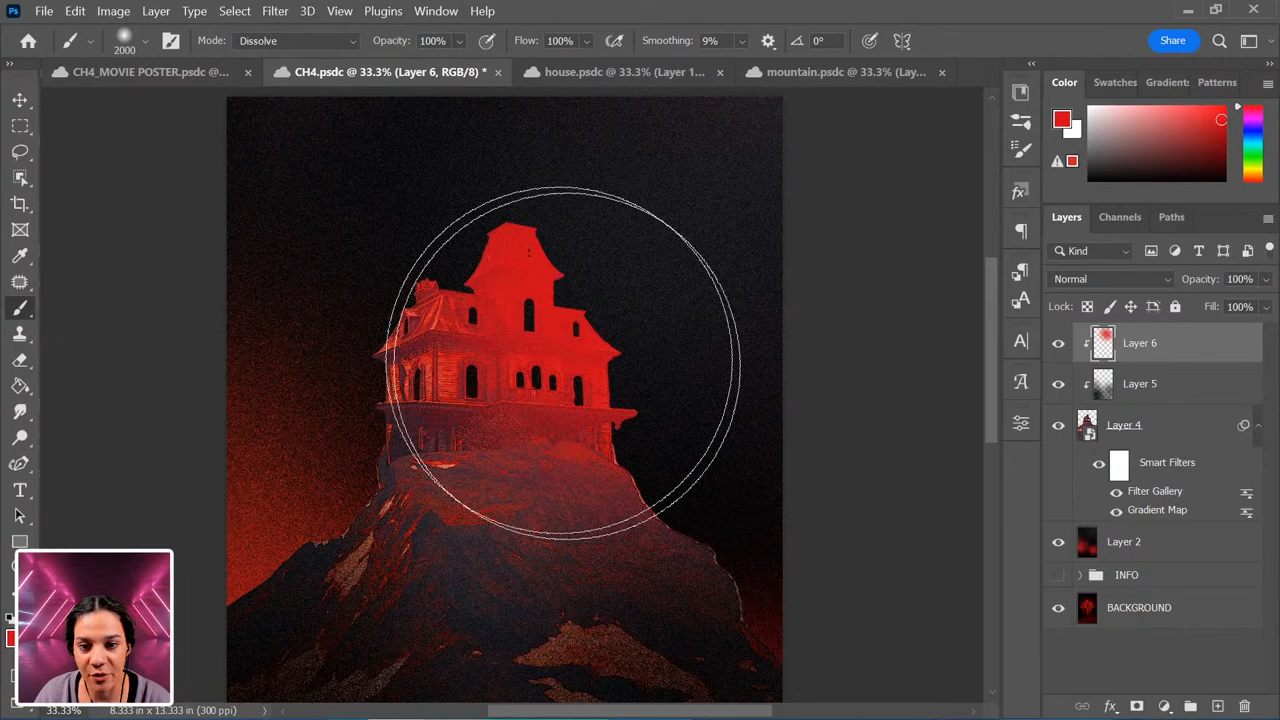 Ps File Edit Image Layer Type Select Filter 3D View Plugins Window Help
2000 Mode: Dissolve Opacity: 100% Flow: 100% Smoothing: 9% 0° Share
CH4_MOVIE POSTER.psdc @ ... × CH4.psdc @ 33.3% (Layer 6, RGB/8) * × house.psdc @ 33.3% (Layer 1... × mountain.psdc @ 33.3% (Lay... ×
Color Swatches Gradient: Patterns
Layers Channels Paths
Kind
Normal Opacity: 100%
Lock: Fill: 100%
Layer 6
Layer 5
Layer 4
Smart Filters
Filter Gallery
Gradient Map
Layer 2
INFO
BACKGROUND
33.33% 8.333 in x 13.333 in (300 ppi)